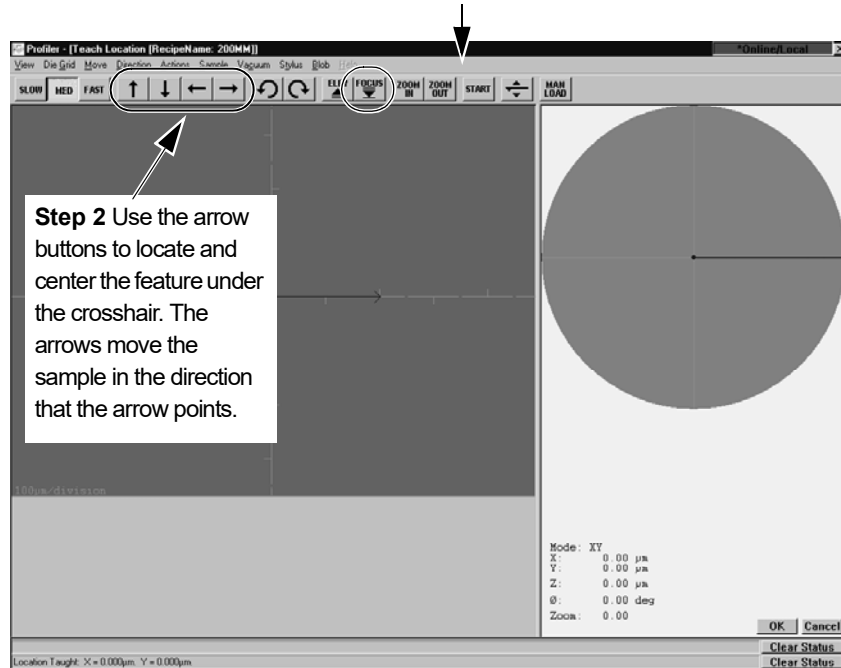 Profiler - [Teach Location [RecipeName: 200MM]]
*Online/Local
View Die Grid Move Direction Actions Sample Vacuum Stylus Blob Help
SLOW MED FAST FOCUS ZOOM IN ZOOM OUT START MAN LOAD
Step 2 Use the arrow
buttons to locate and
center the feature under
the crosshair. The
arrows move the
sample in the direction
that the arrow points.
100µm/division
Mode: XY
X: 0.00 µm
Y: 0.00 µm
Z: 0.00 µm
Ø: 0.00 deg
Zoom: 0.00
OK Cancel
Clear Status
Location Taught: X = 0.000µm Y = 0.000µm
Clear Status